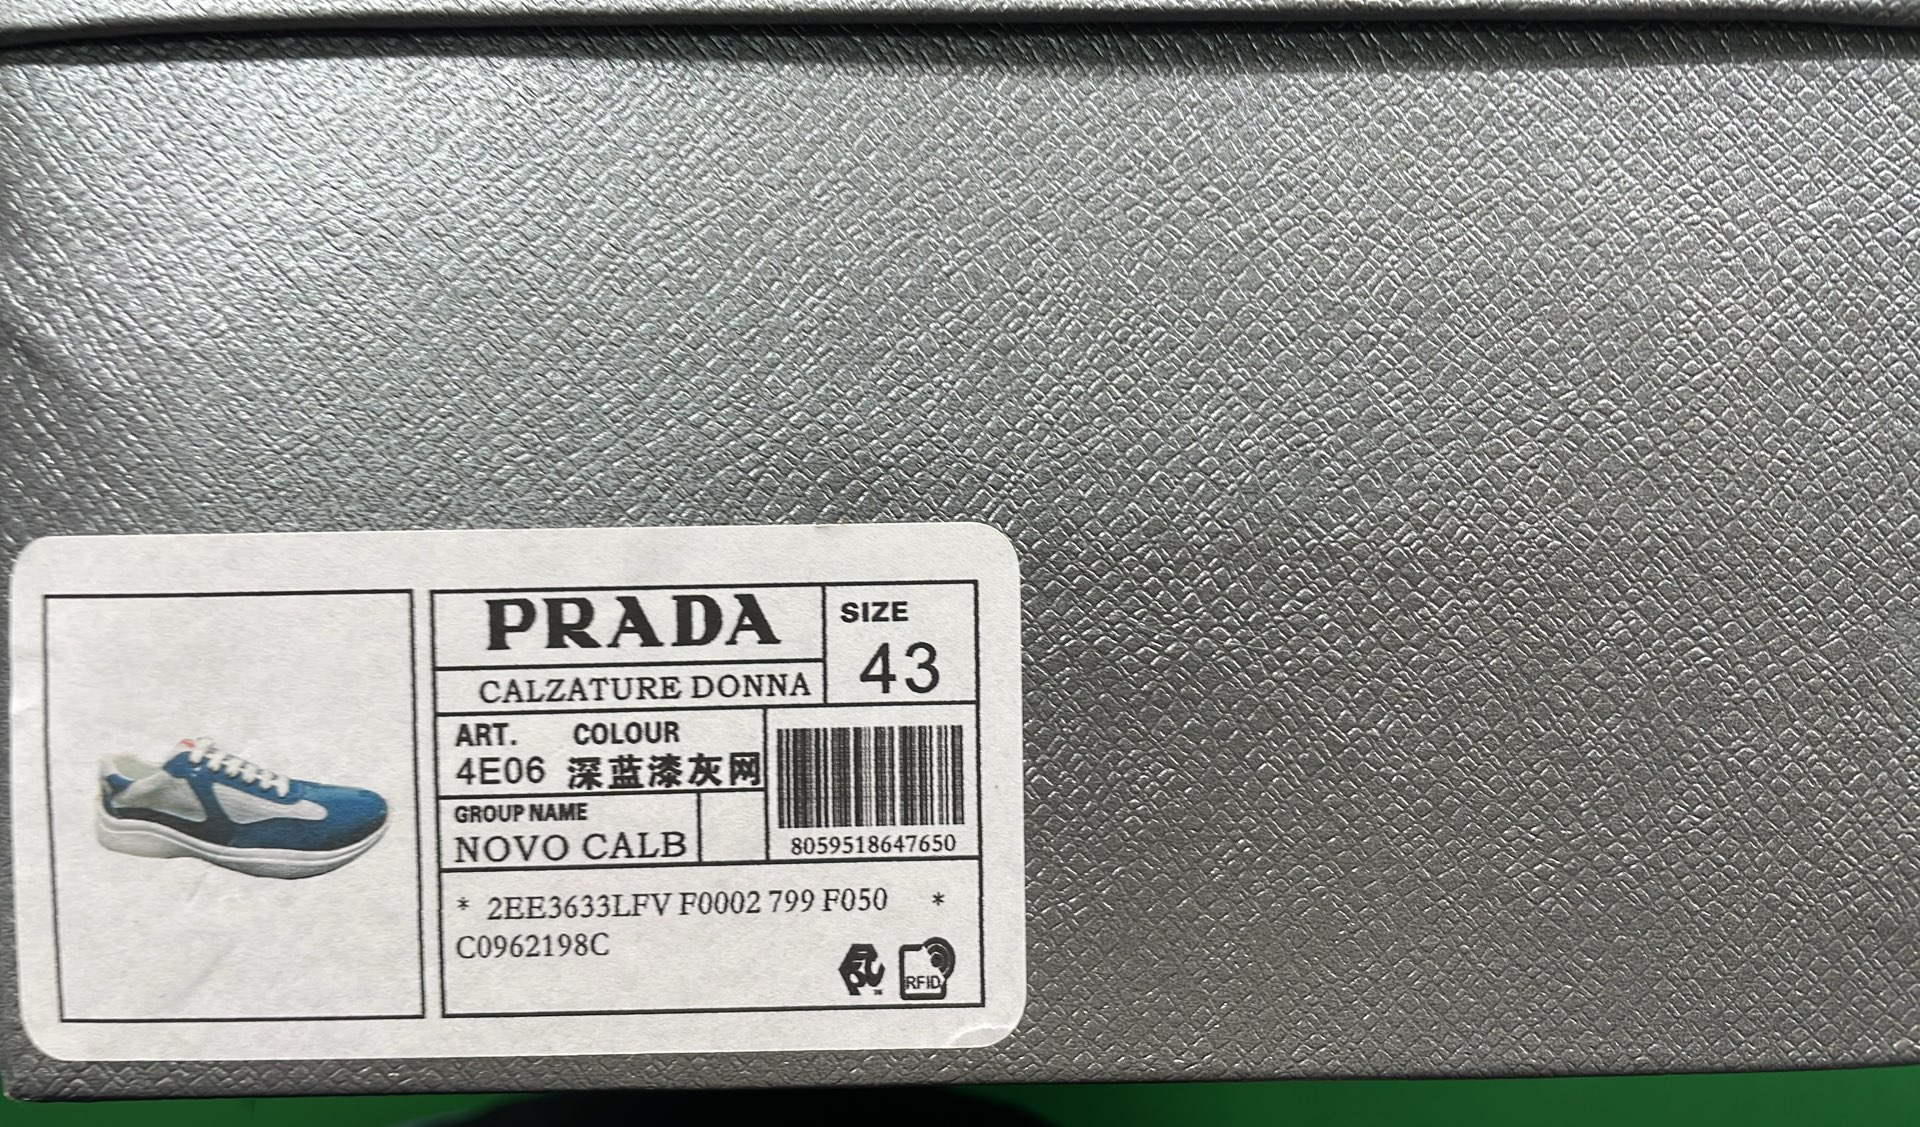 PRADA
SIZE
43
CALZATURE DONNA
ART. COLOUR
4E06 深蓝漆灰网
GROUP NAME
NOVO CALB
8059518647650
* 2EE3633LFV F0002 799 F050 *
C0962198C
RFID